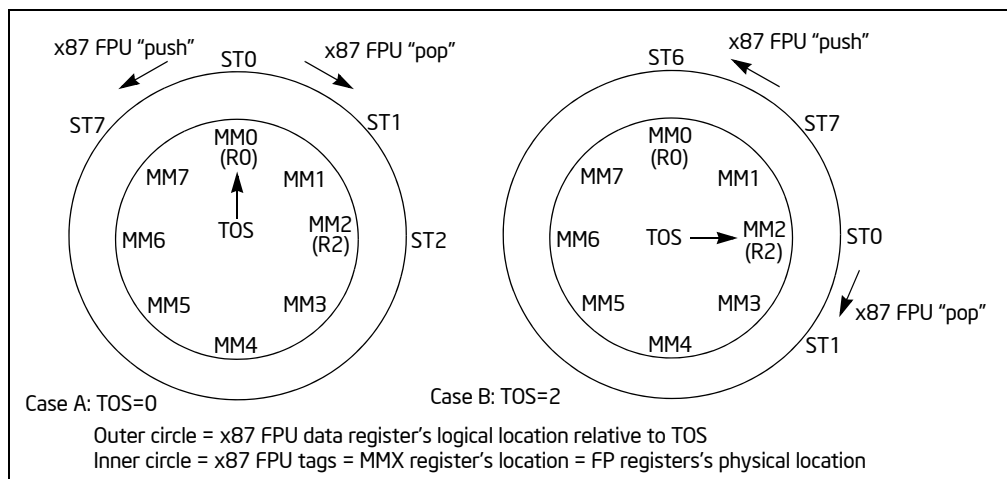 x87 FPU “push”
x87 FPU “pop”
ST0
ST7
ST1
MM0
(R0)
MM7
MM1
MM6
TOS
MM2
(R2)
ST2
MM5
MM3
MM4
Case A: TOS=0
x87 FPU “push”
ST6
ST7
MM0
(R0)
MM7
MM1
MM6
TOS
MM2
(R2)
ST0
MM5
MM3
x87 FPU “pop”
MM4
ST1
Case B: TOS=2
Outer circle = x87 FPU data register’s logical location relative to TOS
Inner circle = x87 FPU tags = MMX register’s location = FP registers’s physical location